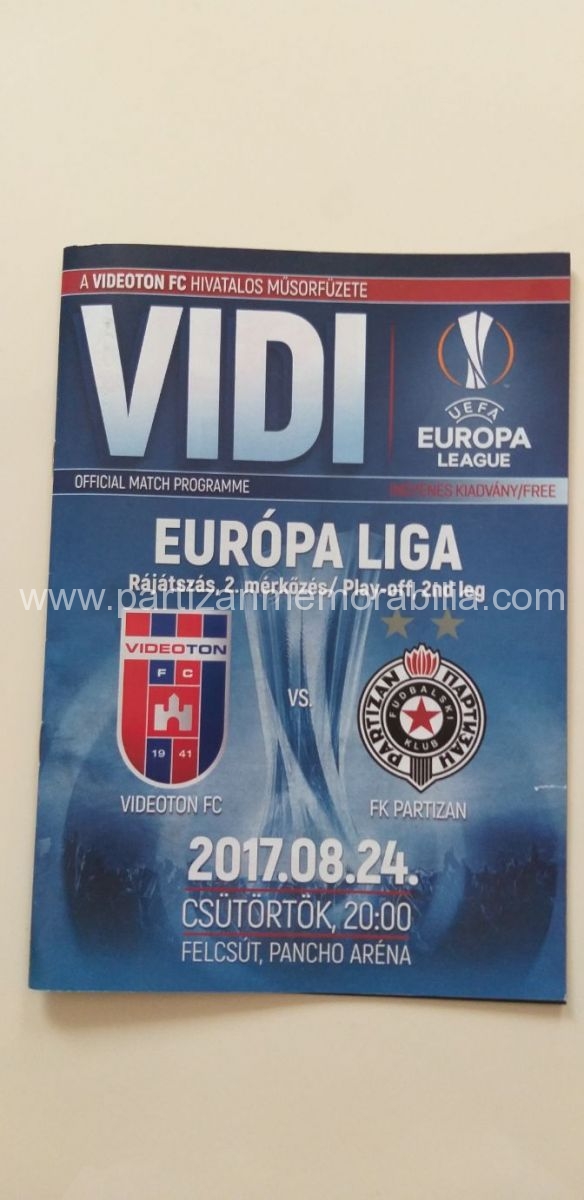 A VIDEOTON FC HIVATALOS MŰSORFÜZETE
VIDI
UEFA
EUROPA
LEAGUE
OFFICIAL MATCH PROGRAMME
INGYENES KIADVÁNY/FREE
EURÓPA LIGA
Rájátszás, 2. mérkőzés/ Play-off, 2nd leg
www.partizanmemorabilia.com
VIDEOTON
F C
19 41
VS.
PARTIZAN ПАРТИЗАН
FUDBALSKI
KLUB
VIDEOTON FC
FK PARTIZAN
2017.08.24.
CSÜTÖRTÖK, 20:00
FELCSÚT, PANCHO ARÉNA